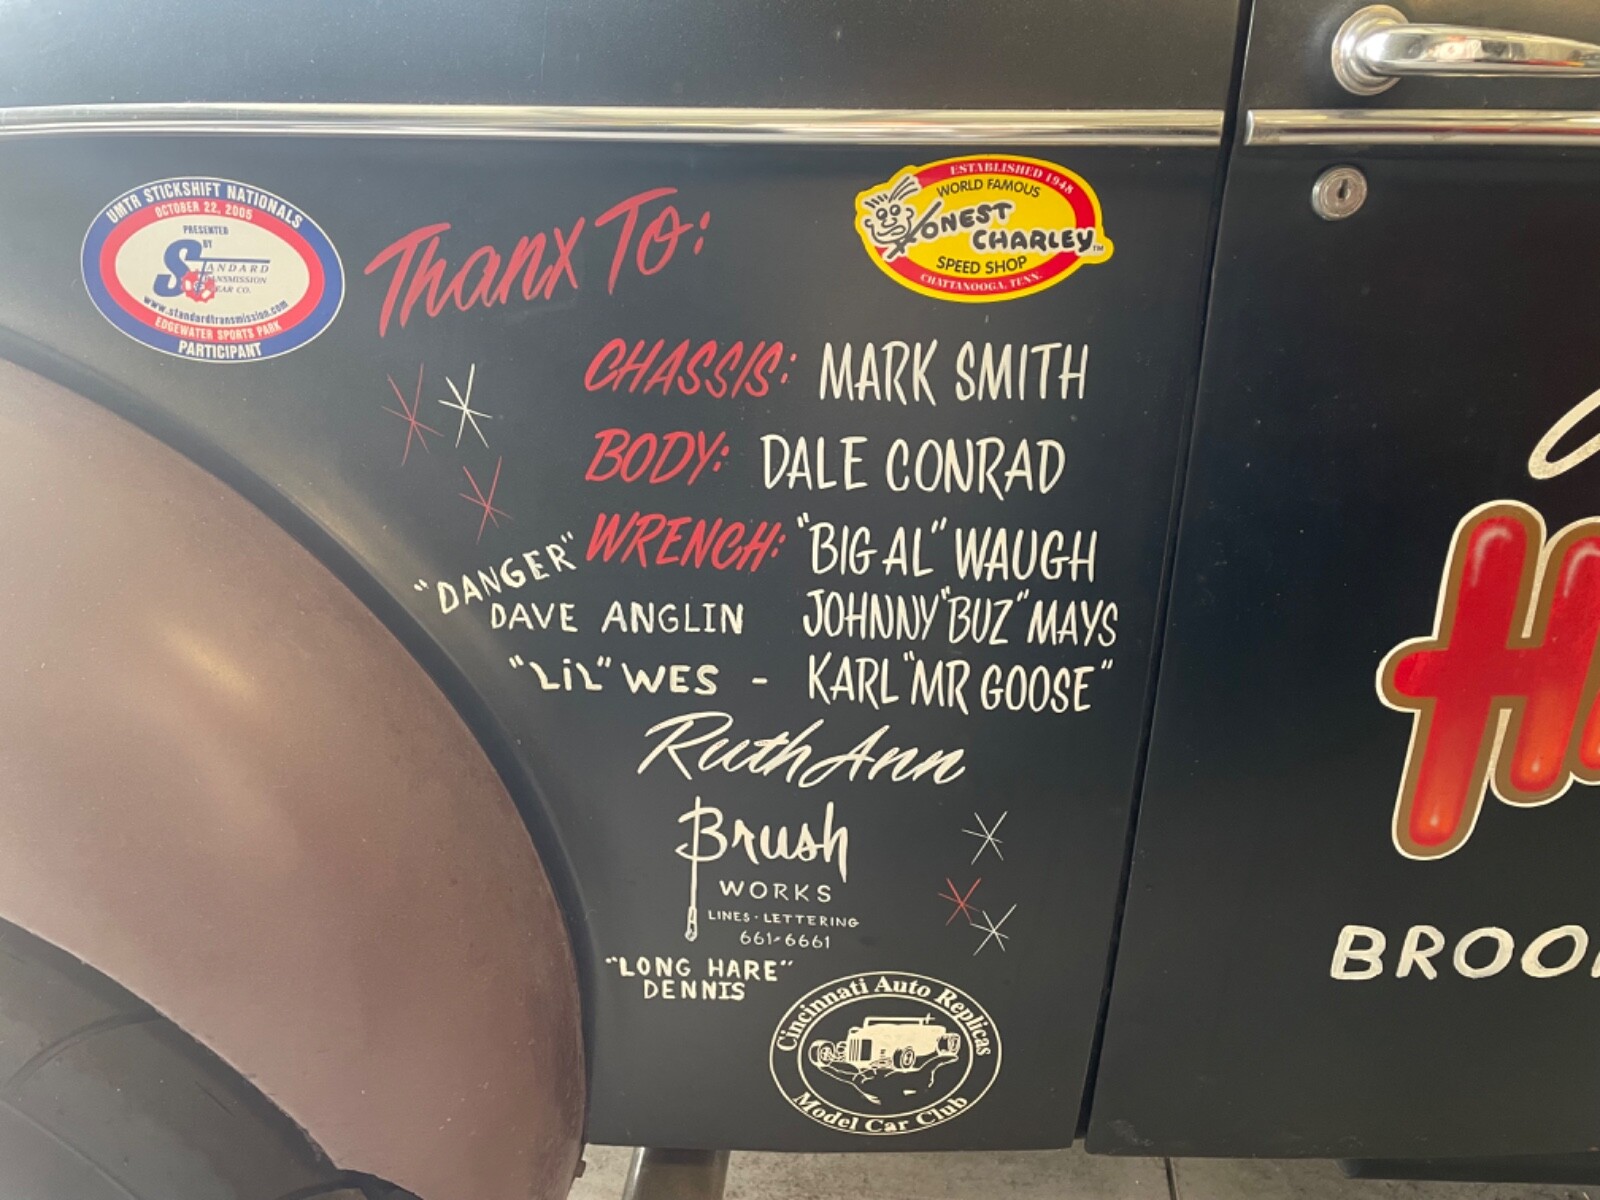 UMTR STICKSHIFT NATIONALS
OCTOBER 22, 2005
PRESENTED
BY
STANDARD
TRANSMISSION
GEAR CO.
www.standardtransmission.com
EDGEWATER SPORTS PARK
PARTICIPANT
Thanx To:
ESTABLISHED 1948
WORLD FAMOUS
HONEST
CHARLEY™
SPEED SHOP
CHATTANOOGA, TENN.
CHASSIS: MARK SMITH
BODY: DALE CONRAD
WRENCH: "BIG AL" WAUGH
"DANGER"
DAVE ANGLIN JOHNNY "BUZ" MAYS
"LiL" WES - KARL "MR GOOSE"
RuthAnn
Brush
WORKS
LINES - LETTERING
661-6661
"LONG HARE"
DENNIS
Cincinnati Auto Replicas
Model Car Club